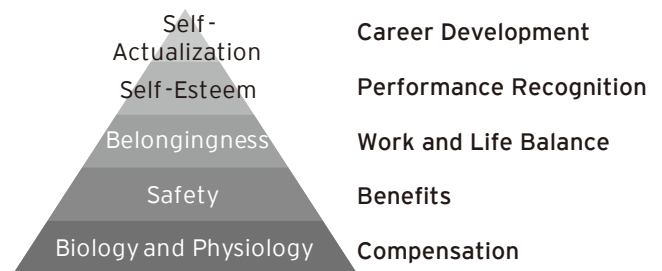 Self-
Actualization
Career Development
Self-Esteem
Performance Recognition
Belongingness
Work and Life Balance
Safety
Benefits
Biology and Physiology
Compensation